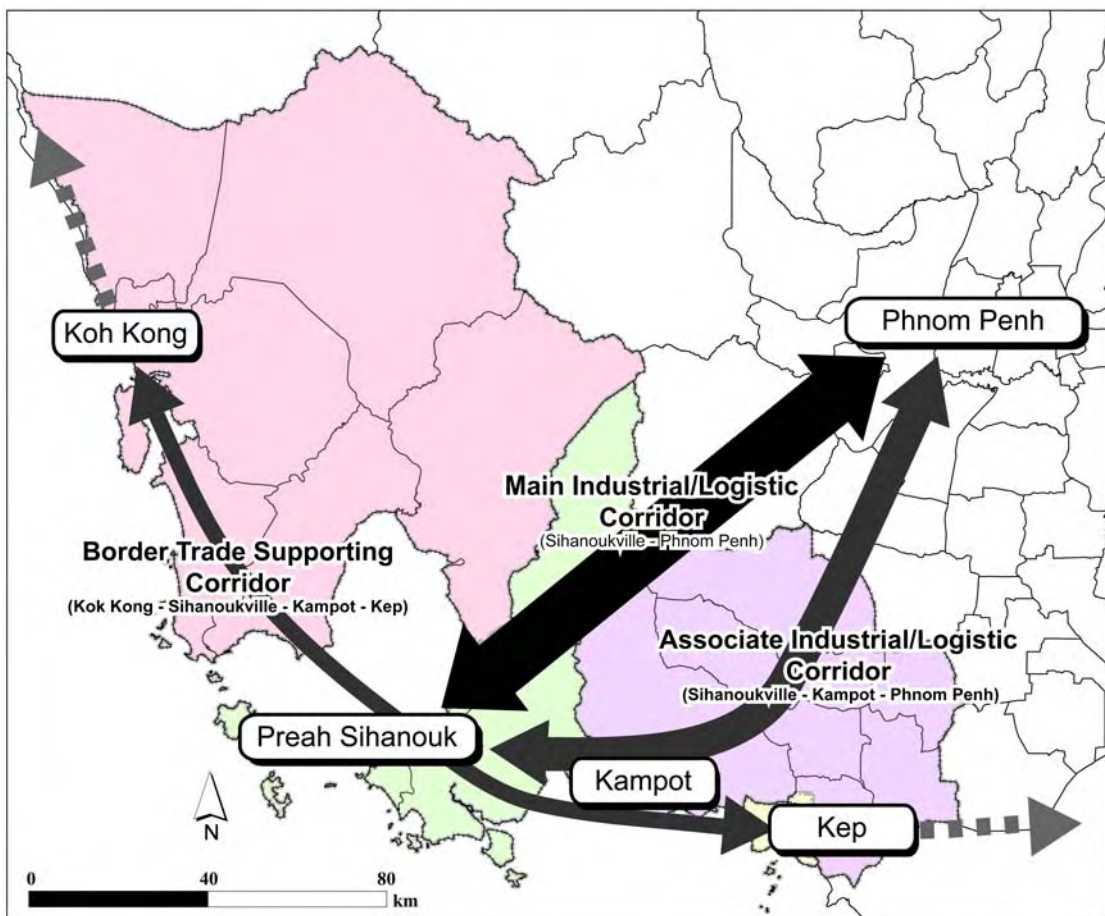 Koh Kong
Phnom Penh
Main Industrial/Logistic
Corridor
(Sihanoukville - Phnom Penh)
Border Trade Supporting
Corridor
(Kok Kong - Sihanoukville - Kampot - Kep)
Associate Industrial/Logistic
Corridor
(Sihanoukville - Kampot - Phnom Penh)
Preah Sihanouk
Kampot
Kep
N
0 40 80
km